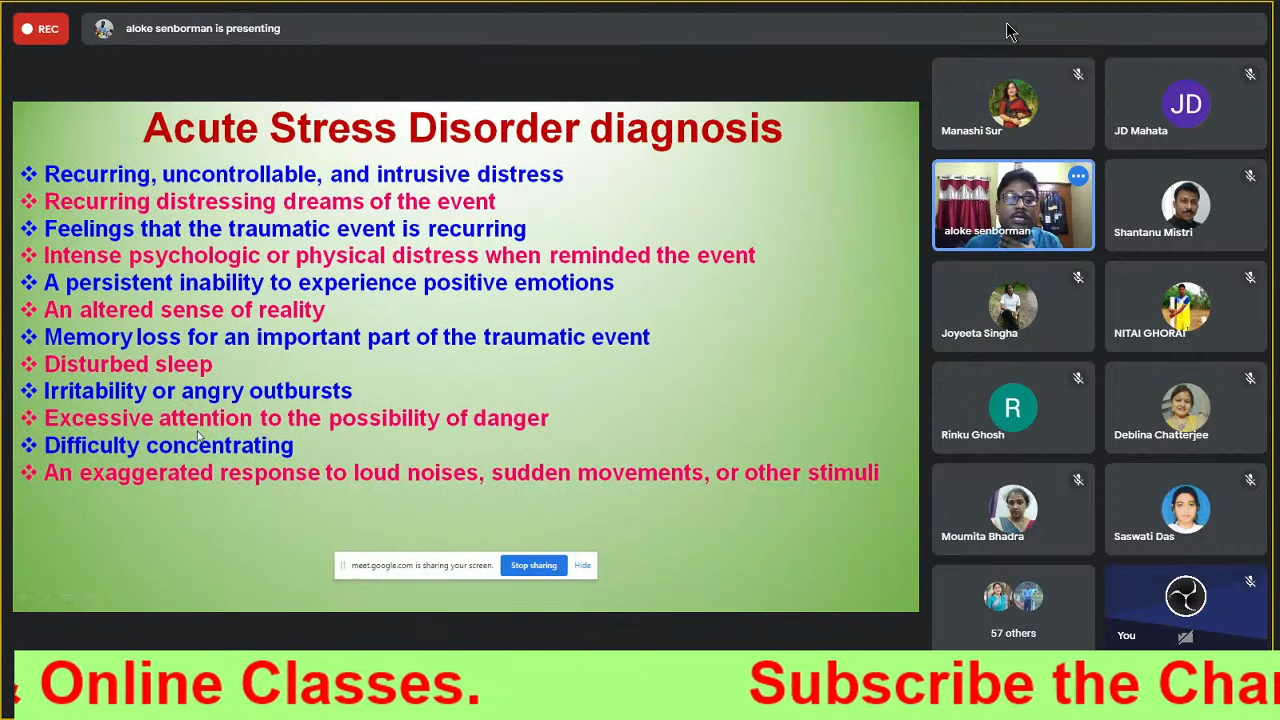 REC
aloke senborman is presenting
Acute Stress Disorder diagnosis
❖ Recurring, uncontrollable, and intrusive distress
❖ Recurring distressing dreams of the event
❖ Feelings that the traumatic event is recurring
❖ Intense psychologic or physical distress when reminded the event
❖ A persistent inability to experience positive emotions
❖ An altered sense of reality
❖ Memory loss for an important part of the traumatic event
❖ Disturbed sleep
❖ Irritability or angry outbursts
❖ Excessive attention to the possibility of danger
❖ Difficulty concentrating
❖ An exaggerated response to loud noises, sudden movements, or other stimuli
meet.google.com is sharing your screen. Stop sharing Hide
Manashi Sur
JD
JD Mahata
aloke senborman
Shantanu Mistri
Joyeeta Singha
NITAI GHORAI
R
Rinku Ghosh
Deblina Chatterjee
Moumita Bhadra
Saswati Das
57 others
You
& Online Classes. Subscribe the Cha